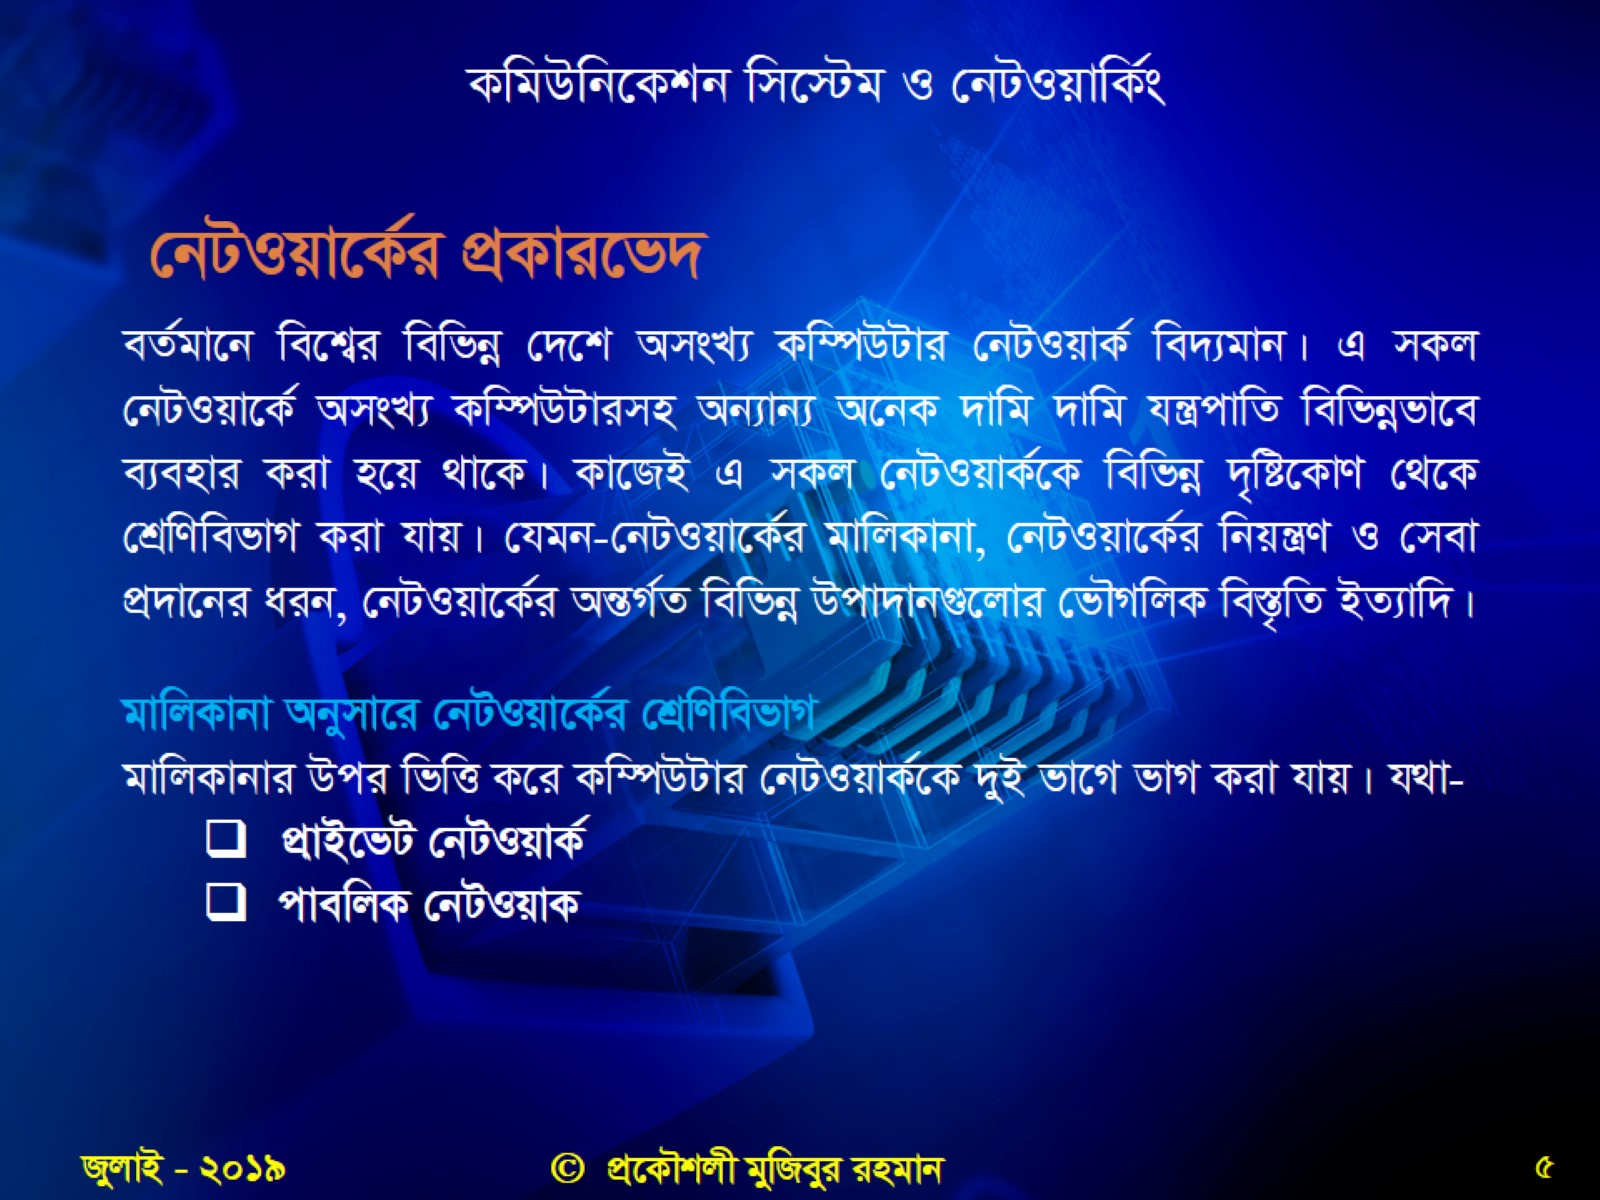 কমিউনিকেশন সিস্টেম ও নেটওয়ার্কিং
নেটওয়ার্কের প্রকারভেদ
বর্তমানে বিশ্বের বিভিন্ন দেশে অসংখ্য কম্পিউটার নেটওয়ার্ক বিদ্যমান। এ সকল
নেটওয়ার্কে অসংখ্য কম্পিউটারসহ অন্যান্য অনেক দামি দামি যন্ত্রপাতি বিভিন্নভাবে
ব্যবহার করা হয়ে থাকে। কাজেই এ সকল নেটওয়ার্ককে বিভিন্ন দৃষ্টিকোণ থেকে
শ্রেণিবিভাগ করা যায়। যেমন-নেটওয়ার্কের মালিকানা, নেটওয়ার্কের নিয়ন্ত্রণ ও সেবা
প্রদানের ধরন, নেটওয়ার্কের অন্তর্গত বিভিন্ন উপাদানগুলোর ভৌগলিক বিস্তৃতি ইত্যাদি।
মালিকানা অনুসারে নেটওয়ার্কের শ্রেণিবিভাগ
মালিকানার উপর ভিত্তি করে কম্পিউটার নেটওয়ার্ককে দুই ভাগে ভাগ করা যায়। যথা-
❑ প্রাইভেট নেটওয়ার্ক
❑ পাবলিক নেটওয়াক
জুলাই - ২০১৯
© প্রকৌশলী মুজিবুর রহমান
৫